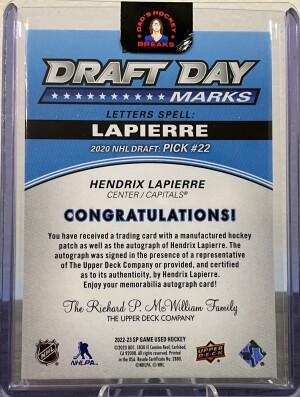 DAD'S HOCKEY
BREAKS
DRAFT DAY
MARKS
LETTERS SPELL:
LAPIERRE
2020 NHL DRAFT: PICK #22
HENDRIX LAPIERRE
CENTER / CAPITALS®
CONGRATULATIONS!
You have received a trading card with a manufactured hockey
patch as well as the autograph of Hendrix Lapierre. The
autograph was signed in the presence of a representative
of The Upper Deck Company or provided, and certified
as to its authenticity, by Hendrix Lapierre.
Enjoy your memorabilia autograph card!
The Richard P. McWilliam Family
THE UPPER DECK COMPANY
2022-23 SP GAME USED HOCKEY
NHL
NHLPA
UPPER DECK